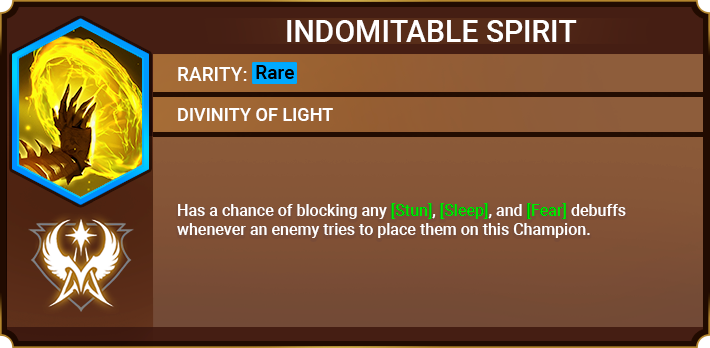 INDOMITABLE SPIRIT
RARITY: Rare
DIVINITY OF LIGHT
Has a chance of blocking any [Stun], [Sleep], and [Fear] debuffs
whenever an enemy tries to place them on this Champion.